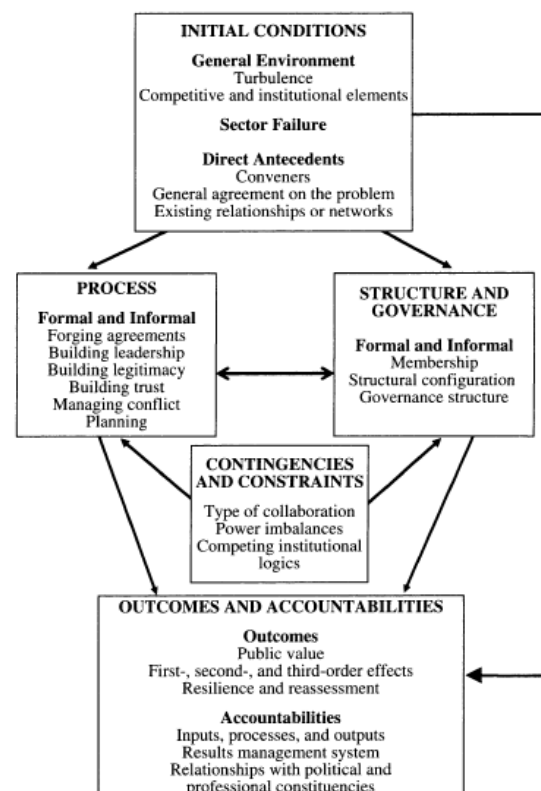 INITIAL CONDITIONS
General Environment
Turbulence
Competitive and institutional elements
Sector Failure
Direct Antecedents
Conveners
General agreement on the problem
Existing relationships or networks
PROCESS
Formal and Informal
Forging agreements
Building leadership
Building legitimacy
Building trust
Managing conflict
Planning
STRUCTURE AND
GOVERNANCE
Formal and Informal
Membership
Structural configuration
Governance structure
CONTINGENCIES
AND CONSTRAINTS
Type of collaboration
Power imbalances
Competing institutional
logics
OUTCOMES AND ACCOUNTABILITIES
Outcomes
Public value
First-, second-, and third-order effects
Resilience and reassessment
Accountabilities
Inputs, processes, and outputs
Results management system
Relationships with political and
professional constituencies